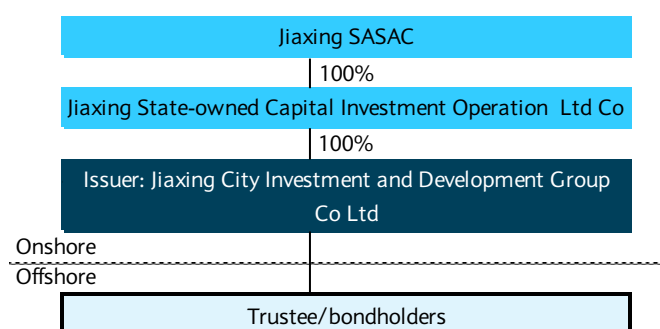 Jiaxing SASAC
100%
Jiaxing State-owned Capital Investment Operation Ltd Co
100%
Issuer: Jiaxing City Investment and Development Group
Co Ltd
Onshore
Offshore
Trustee/bondholders